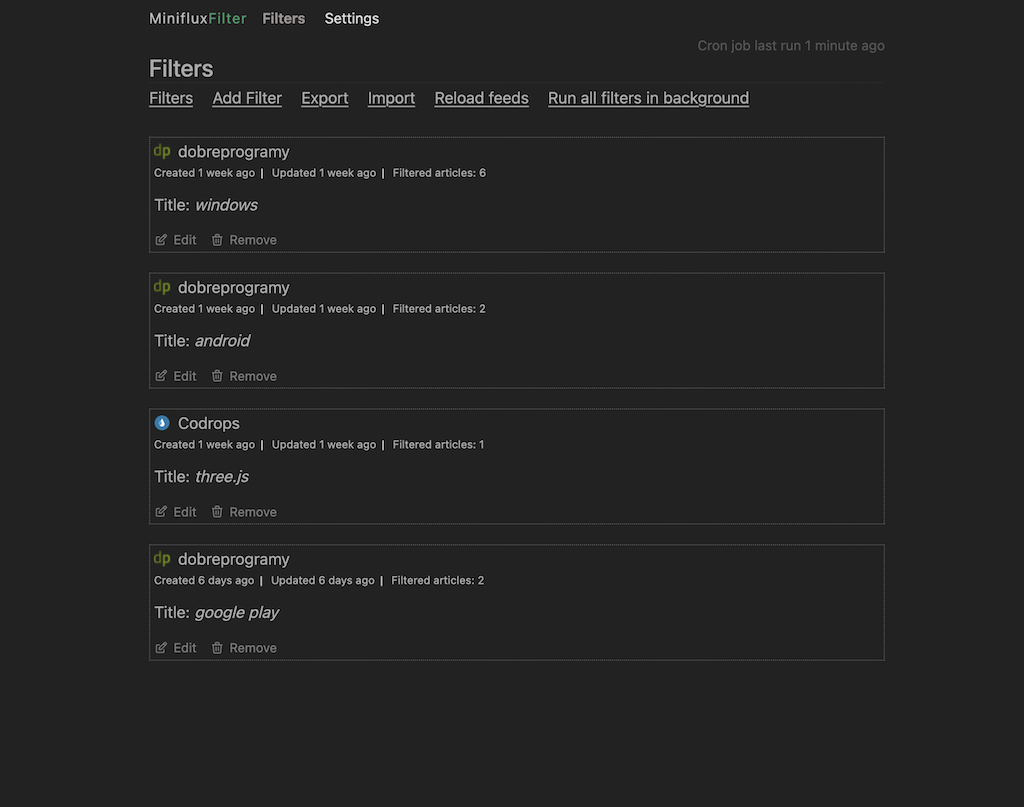 MinifluxFilter Filters Settings
Cron job last run 1 minute ago
Filters
Filters Add Filter Export Import Reload feeds Run all filters in background
dp dobreprogramy
Created 1 week ago | Updated 1 week ago | Filtered articles: 6
Title: windows
Edit Remove
dp dobreprogramy
Created 1 week ago | Updated 1 week ago | Filtered articles: 2
Title: android
Edit Remove
Codrops
Created 1 week ago | Updated 1 week ago | Filtered articles: 1
Title: three.js
Edit Remove
dp dobreprogramy
Created 6 days ago | Updated 6 days ago | Filtered articles: 2
Title: google play
Edit Remove